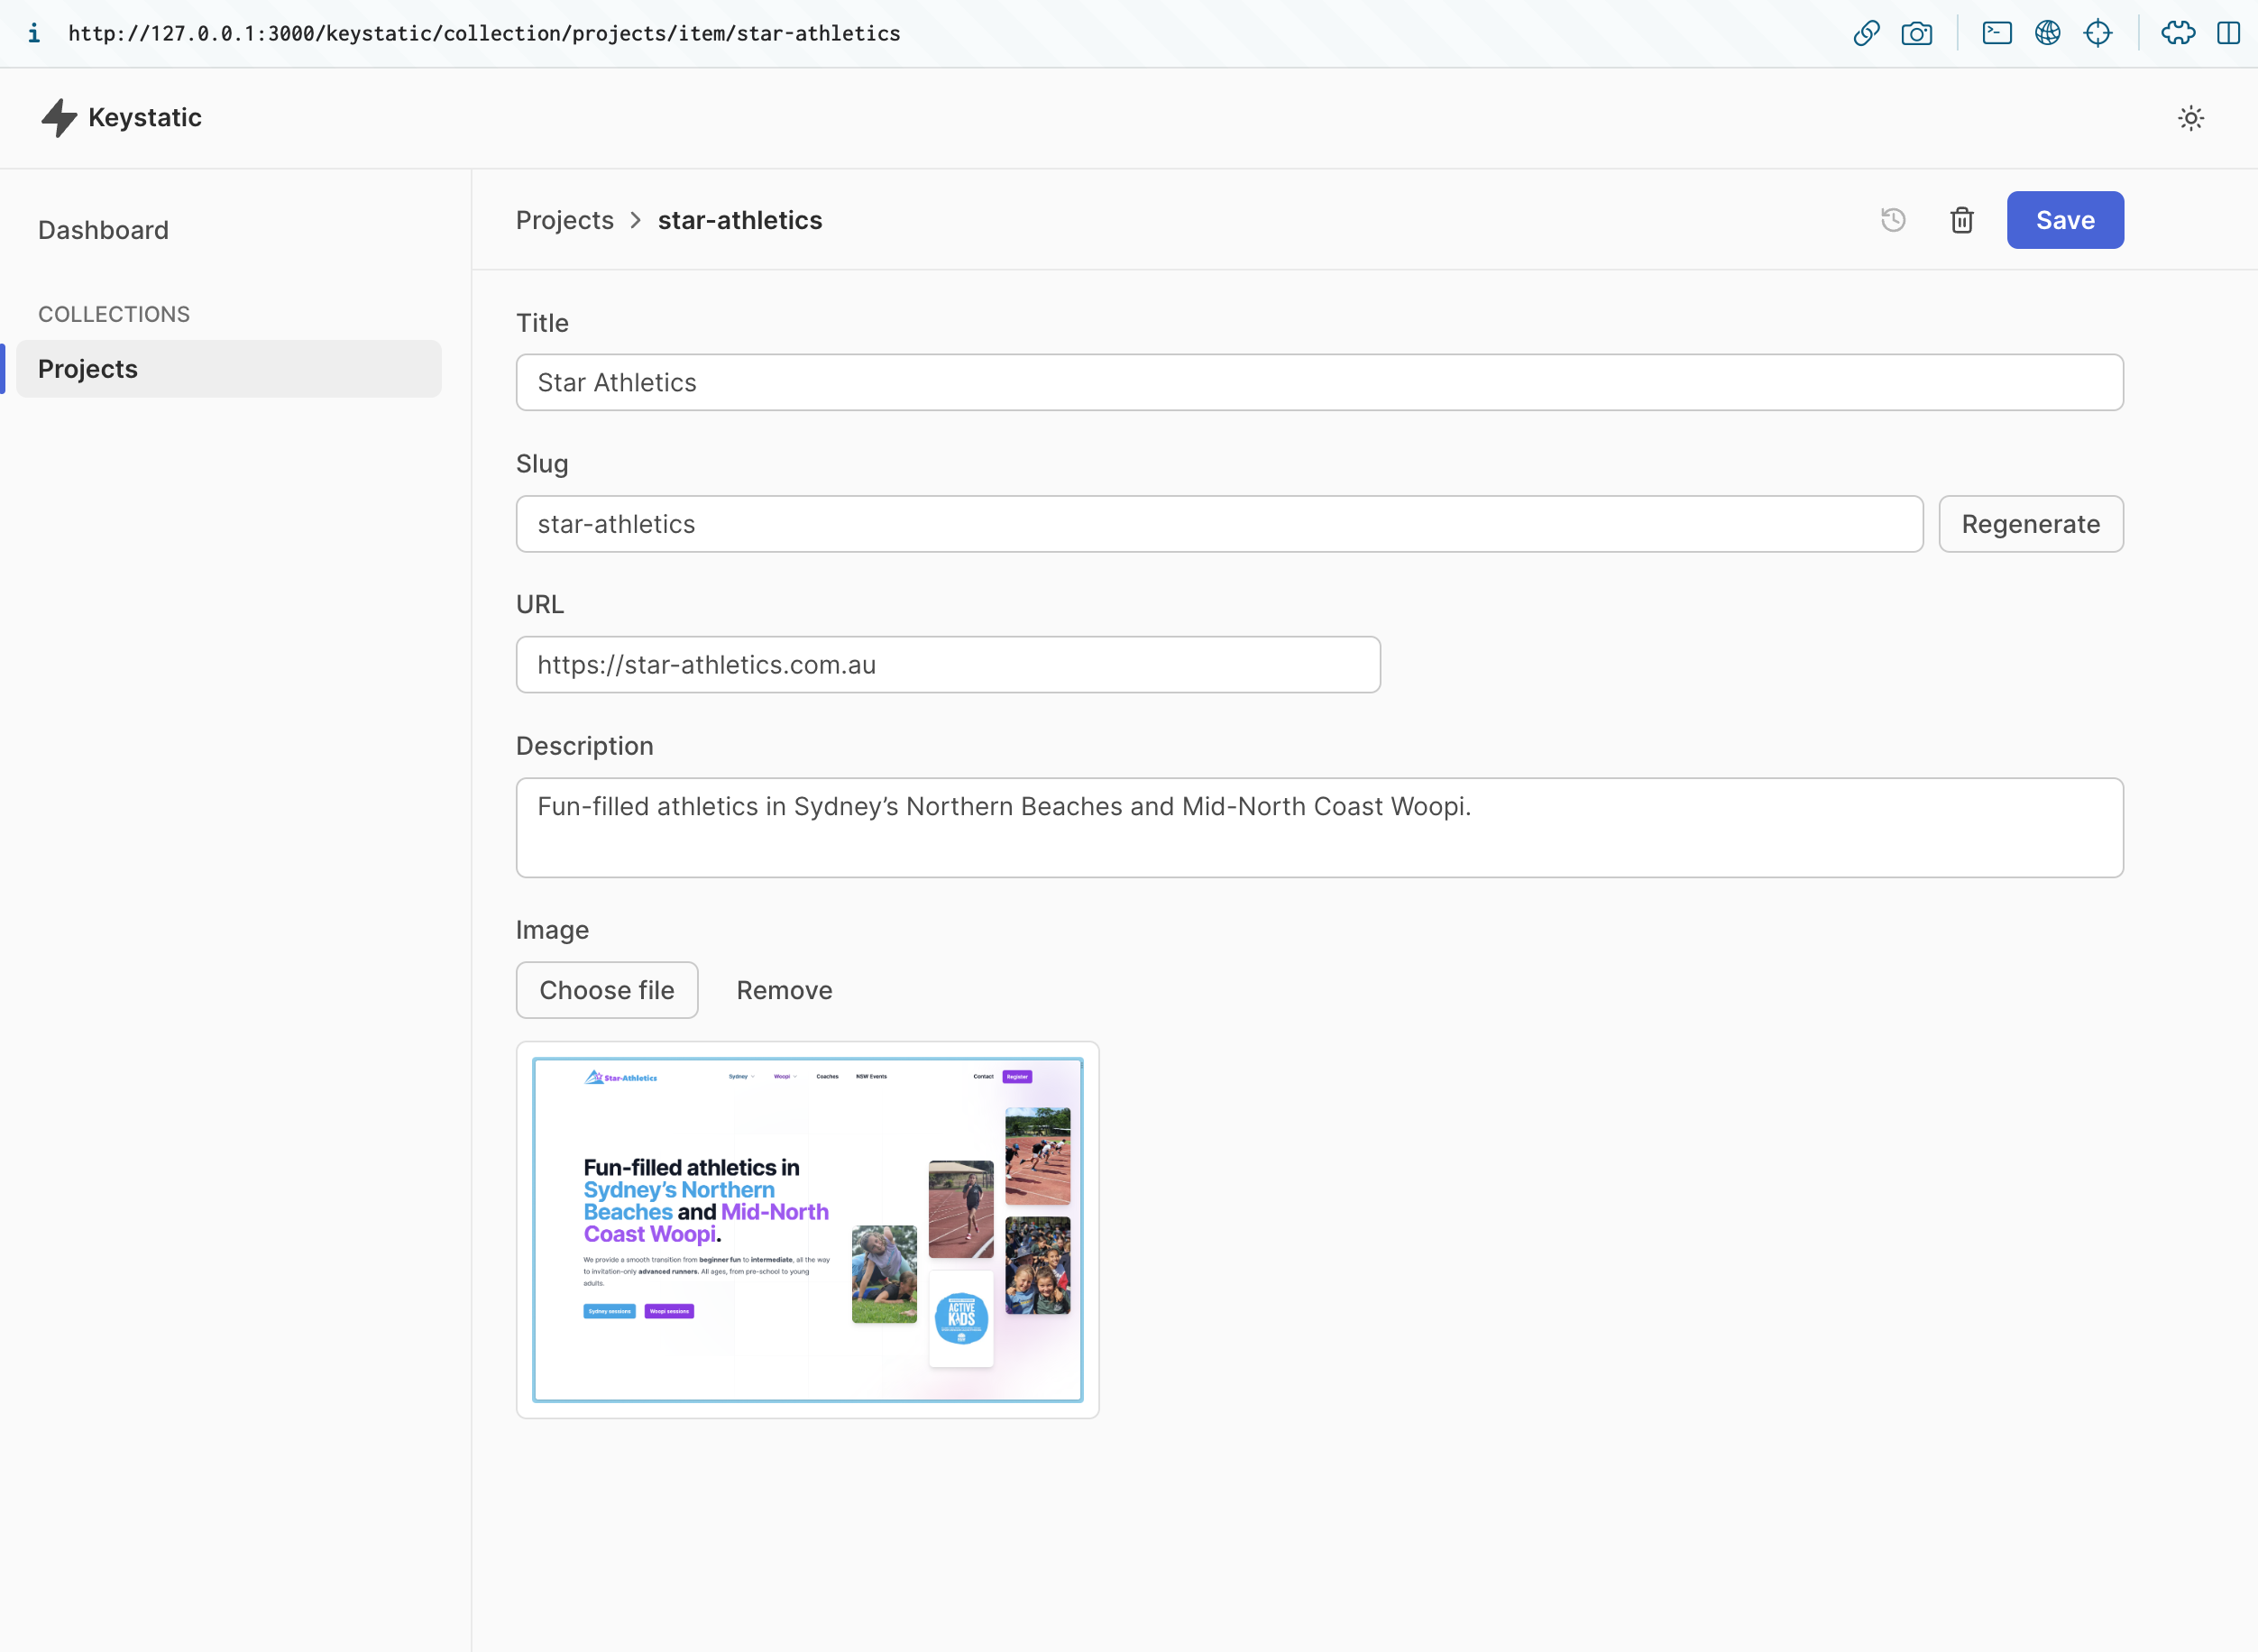 http://127.0.0.1:3000/keystatic/collection/projects/item/star-athletics
Keystatic
Dashboard
COLLECTIONS
Projects
Projects > star-athletics
Save
Title
Star Athletics
Slug
star-athletics
Regenerate
URL
https://star-athletics.com.au
Description
Fun-filled athletics in Sydney’s Northern Beaches and Mid-North Coast Woopi.
Image
Choose file
Remove
Star-Athletics
Sydney
Woopi
Coaches
NSW Events
Contact
Register
Fun-filled athletics in
Sydney’s Northern
Beaches and Mid-North
Coast Woopi.
We provide a smooth transition from beginner fun to intermediate, all the way
to invitation-only advanced runners. All ages, from pre-school to young
adults.
Sydney sessions
Woopi sessions
ACTIVE
KIDS